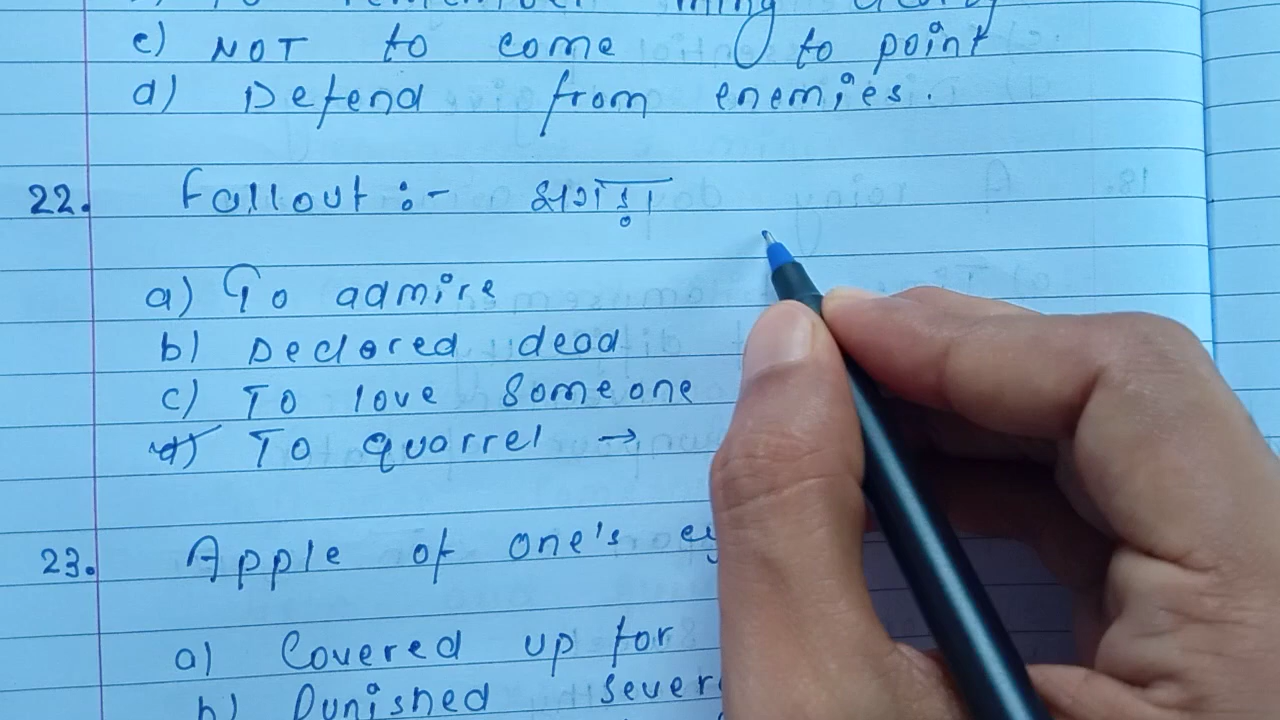 c) NOT to come to point
d) Defend from enemies.
22. Fallout :- झगड़ा
a) To admire
b) Declared dead
c) To love someone
d) To quarrel →
23. Apple of one's
a) Covered up for
b) Punished